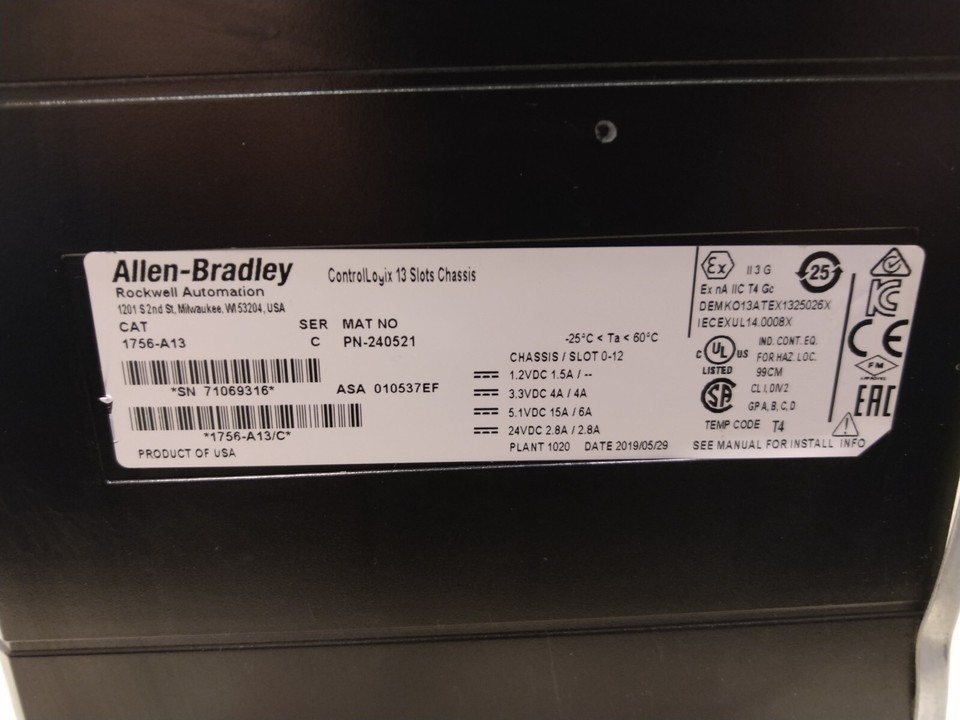 Allen-Bradley
ControlLogix 13 Slots Chassis
Rockwell Automation
1201 S 2nd St, Milwaukee, WI 53204, USA
CAT SER MAT NO
1756-A13 C PN-240521
*SN 71069316* ASA 010537EF
*1756-A13/C*
PRODUCT OF USA
-25°C < Ta < 60°C
CHASSIS / SLOT 0-12
1.2VDC 1.5A / --
3.3VDC 4A / 4A
5.1VDC 15A / 6A
24VDC 2.8A / 2.8A
PLANT 1020 DATE 2019/05/29
Ex II 3 G
25
Ex nA IIC T4 Gc
DEMKO13ATEX1325026X
IECEXUL14.0008X
C UL US
LISTED
IND. CONT. EQ.
FOR HAZ. LOC.
99CM
SA
CL I, DIV2
GP A, B, C, D
TEMP CODE T4
CE
FM
EAC
SEE MANUAL FOR INSTALL INFO